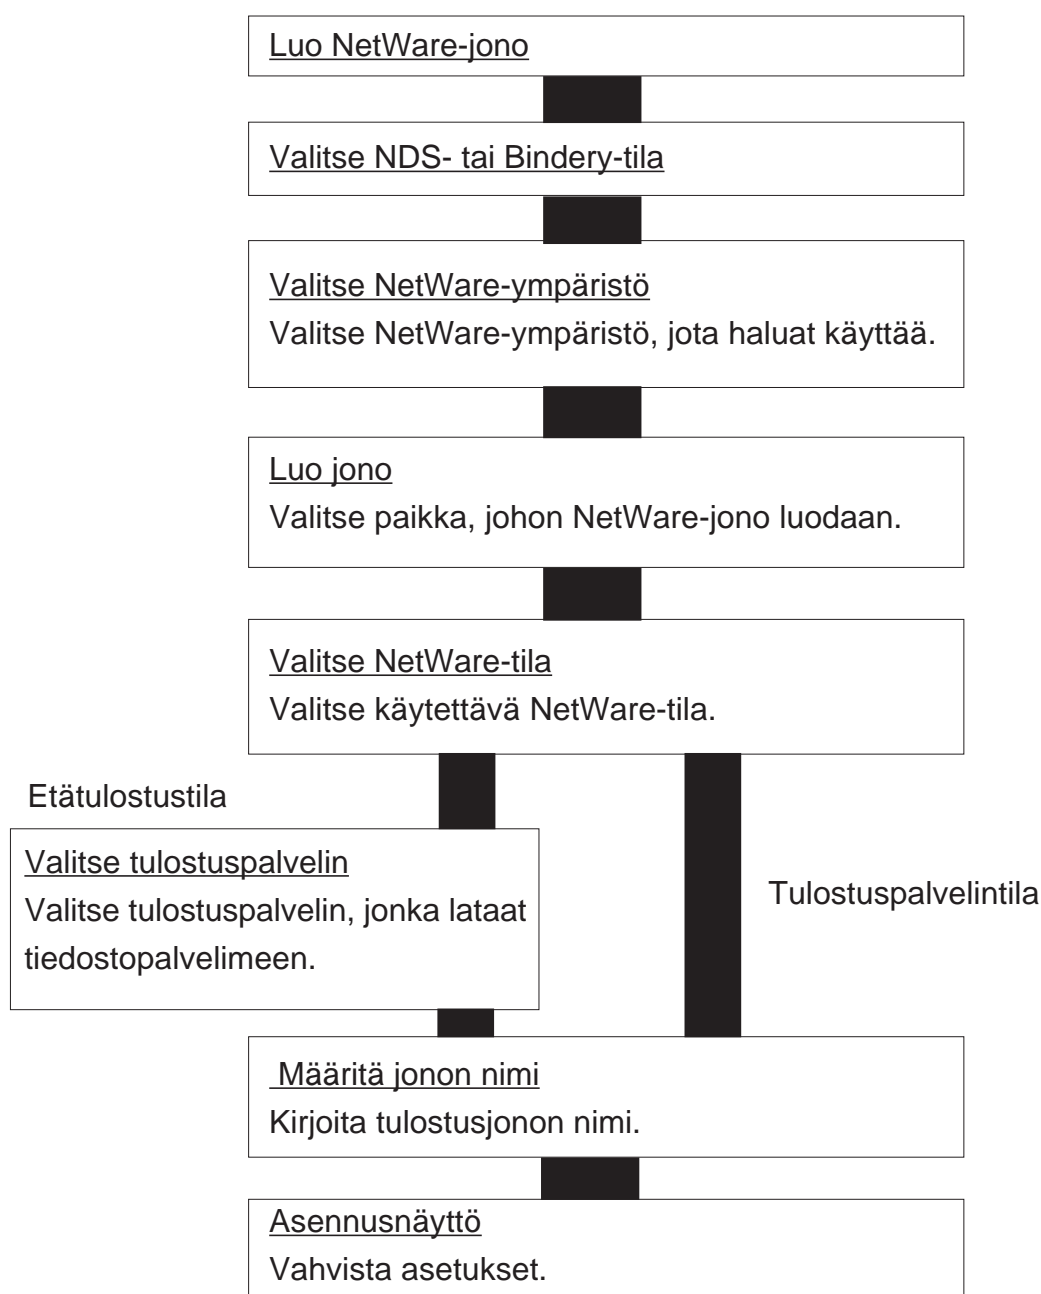 Luo NetWare-jono
Valitse NDS- tai Bindery-tila
Valitse NetWare-ympäristö
Valitse NetWare-ympäristö, jota haluat käyttää.
Luo jono
Valitse paikka, johon NetWare-jono luodaan.
Valitse NetWare-tila
Valitse käytettävä NetWare-tila.
Etätulostustila
Valitse tulostuspalvelin
Valitse tulostuspalvelin, jonka lataat
tiedostopalvelimeen.
Tulostuspalvelintila
Määritä jonon nimi
Kirjoita tulostusjonon nimi.
Asennusnäyttö
Vahvista asetukset.